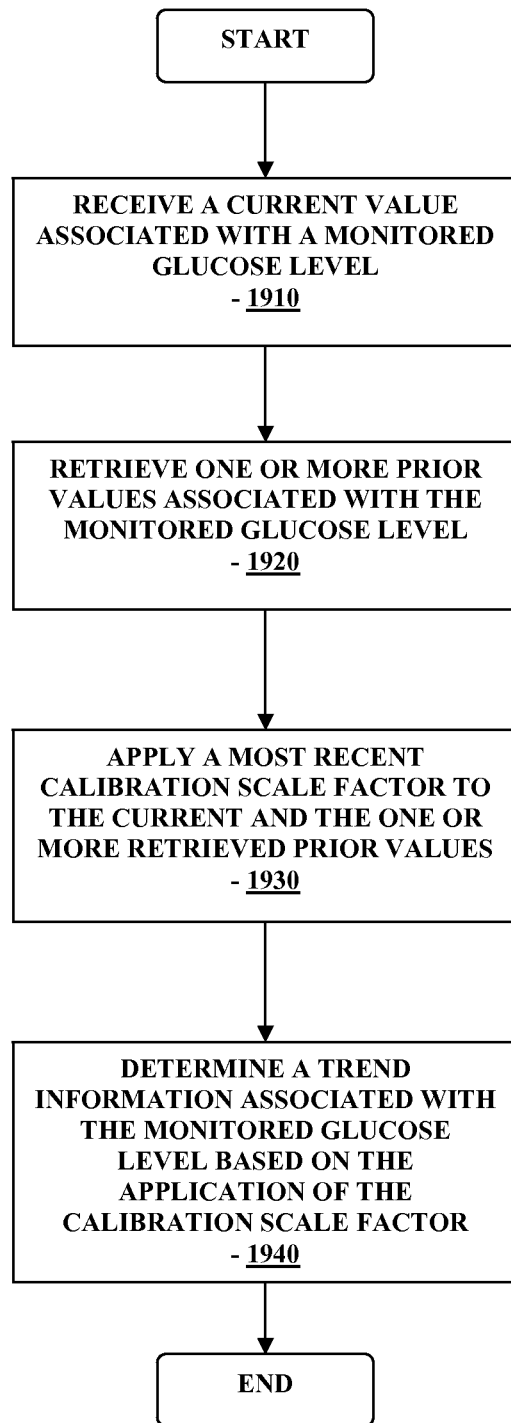 START
RECEIVE A CURRENT VALUE
ASSOCIATED WITH A MONITORED
GLUCOSE LEVEL
- 1910
RETRIEVE ONE OR MORE PRIOR
VALUES ASSOCIATED WITH THE
MONITORED GLUCOSE LEVEL
- 1920
APPLY A MOST RECENT
CALIBRATION SCALE FACTOR TO
THE CURRENT AND THE ONE OR
MORE RETRIEVED PRIOR VALUES
- 1930
DETERMINE A TREND
INFORMATION ASSOCIATED WITH
THE MONITORED GLUCOSE
LEVEL BASED ON THE
APPLICATION OF THE
CALIBRATION SCALE FACTOR
- 1940
END